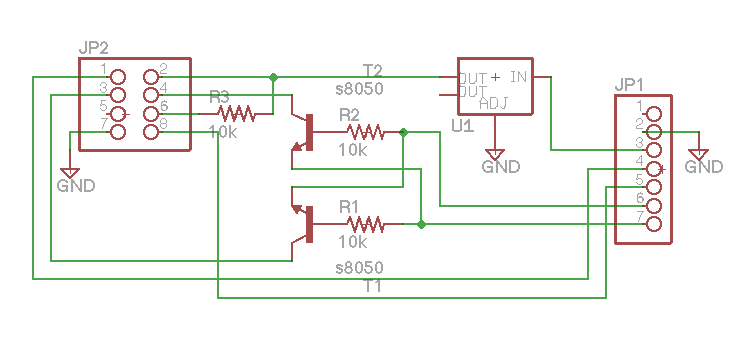 JP2
1 2
3 4
5 6
7 8
GND
R3
10k
T2
s8050
R2
10k
OUT + IN
OUT
ADJ
U1
GND
JP1
1
2
3
4
5
6
7
GND
R1
10k
s8050
T1